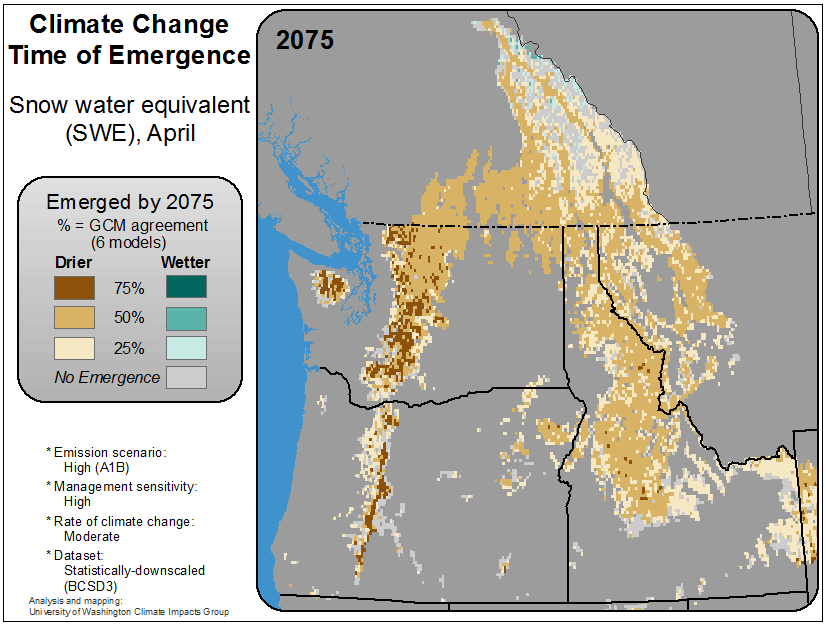 Climate Change
Time of Emergence
Snow water equivalent
(SWE), April
2075
Emerged by 2075
% = GCM agreement
(6 models)
Drier Wetter
75%
50%
25%
No Emergence
* Emission scenario:
High (A1B)
* Management sensitivity:
High
* Rate of climate change:
Moderate
* Dataset:
Statistically-downscaled
(BCSD3)
Analysis and mapping:
University of Washington Climate Impacts Group